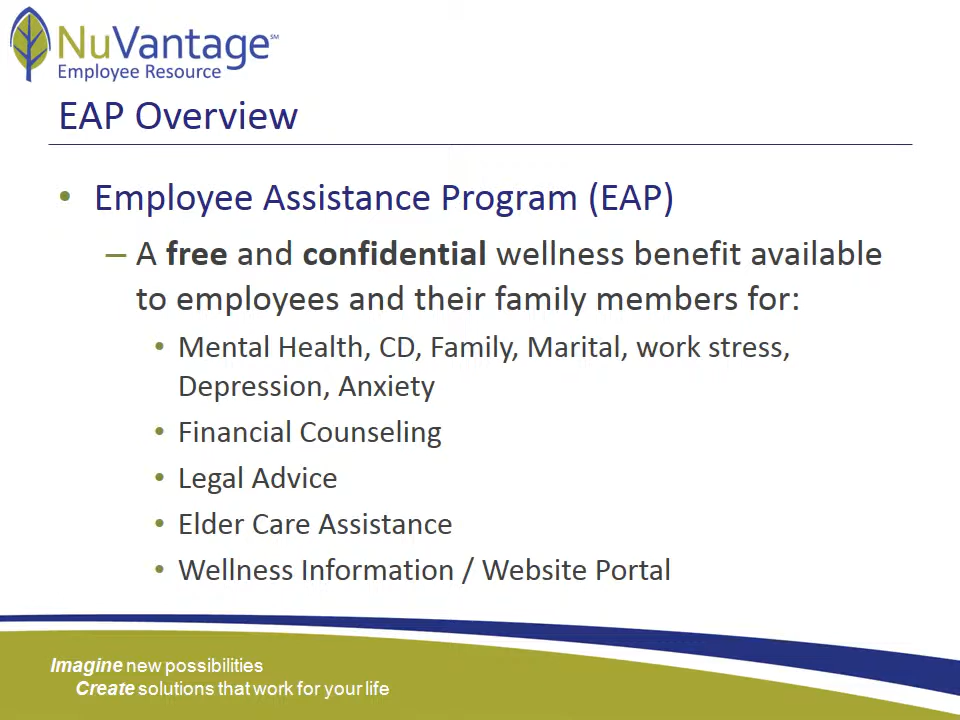 NuVantage℠
Employee Resource
EAP Overview
• Employee Assistance Program (EAP)
– A free and confidential wellness benefit available
to employees and their family members for:
• Mental Health, CD, Family, Marital, work stress,
Depression, Anxiety
• Financial Counseling
• Legal Advice
• Elder Care Assistance
• Wellness Information / Website Portal
Imagine new possibilities
Create solutions that work for your life